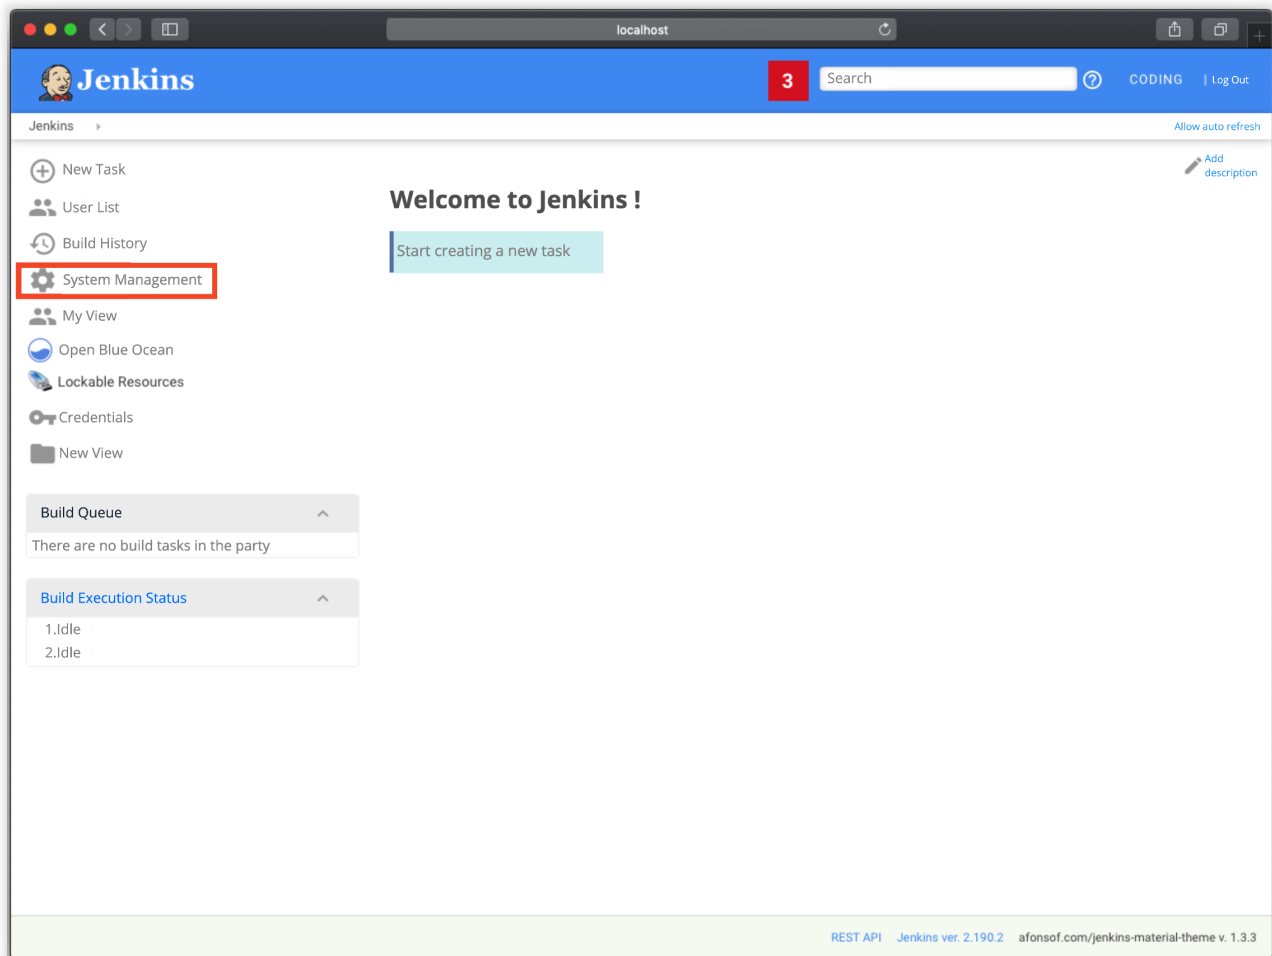 localhost
Jenkins
3
Search
CODING
| Log Out
Jenkins
Allow auto refresh
New Task
Add
description
User List
Welcome to Jenkins !
Build History
Start creating a new task
System Management
My View
Open Blue Ocean
Lockable Resources
Credentials
New View
Build Queue
There are no build tasks in the party
Build Execution Status
1.Idle
2.Idle
REST API Jenkins ver. 2.190.2 afonsof.com/jenkins-material-theme v. 1.3.3